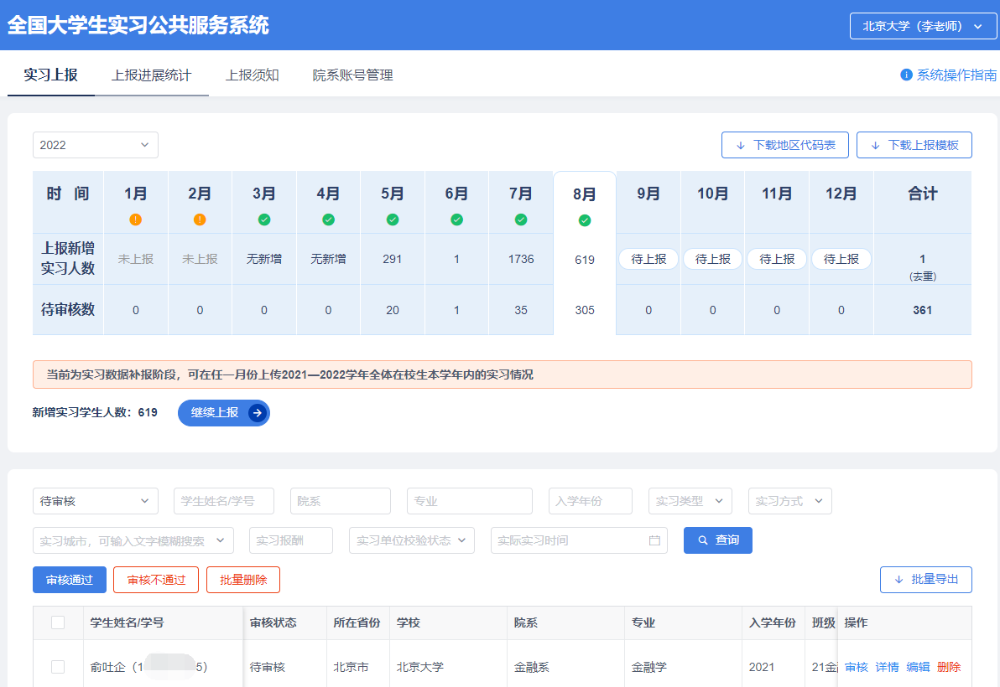 全国大学生实习公共服务系统
北京大学（李老师）
实习上报 上报进展统计 上报须知 院系账号管理 系统操作指南
2022 下载地区代码表 下载上报模板
时 间 1月 2月 3月 4月 5月 6月 7月 8月 9月 10月 11月 12月 合计
上报新增
实习人数 未上报 未上报 无新增 无新增 291 1 1736 619 待上报 待上报 待上报 待上报 1
(去重)
待审核数 0 0 0 0 20 1 35 305 0 0 0 0 361
当前为实习数据补报阶段，可在任一月份上传2021—2022学年全体在校生本学年内的实习情况
新增实习学生人数：619 继续上报
待审核 学生姓名/学号 院系 专业 入学年份 实习类型 实习方式
实习城市，可输入文字模糊搜索 实习报酬 实习单位校验状态 实际实习时间 查询
审核通过 审核不通过 批量删除 批量导出
学生姓名/学号 审核状态 所在省份 学校 院系 专业 入学年份 班级 操作
俞吐企（1 5） 待审核 北京市 北京大学 金融系 金融学 2021 21金 审核 详情 编辑 删除